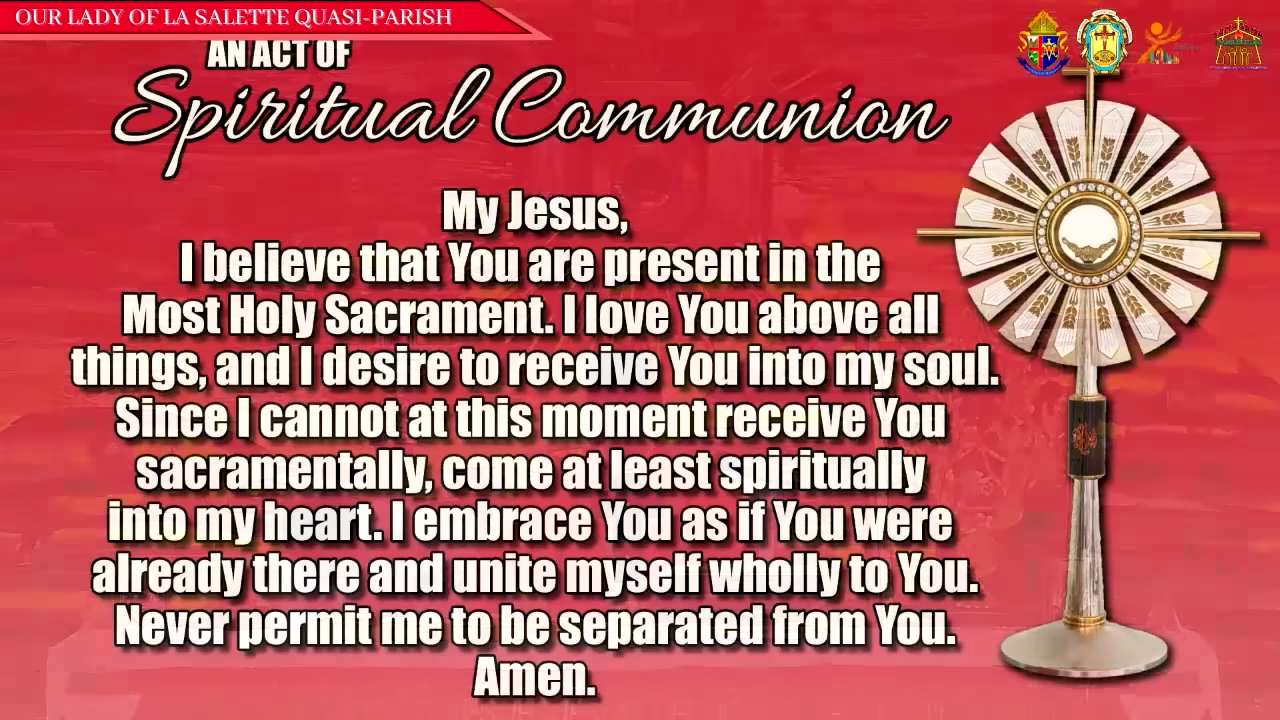 OUR LADY OF LA SALETTE QUASI-PARISH
AN ACT OF
Spiritual Communion
My Jesus,
I believe that You are present in the
Most Holy Sacrament. I love You above all
things, and I desire to receive You into my soul.
Since I cannot at this moment receive You
sacramentally, come at least spiritually
into my heart. I embrace You as if You were
already there and unite myself wholly to You.
Never permit me to be separated from You.
Amen.